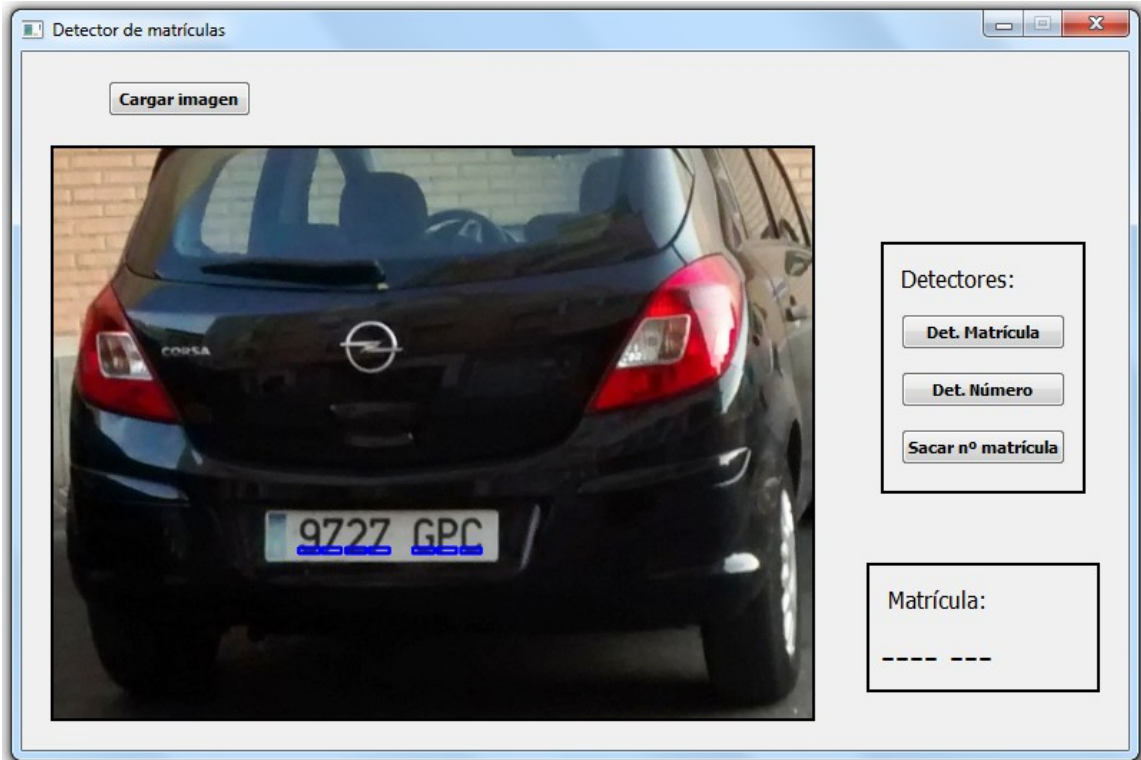 Detector de matrículas
Cargar imagen
CORSA
9727 GPC
Detectores:
Det. Matrícula
Det. Número
Sacar nº matrícula
Matrícula:
---- ---